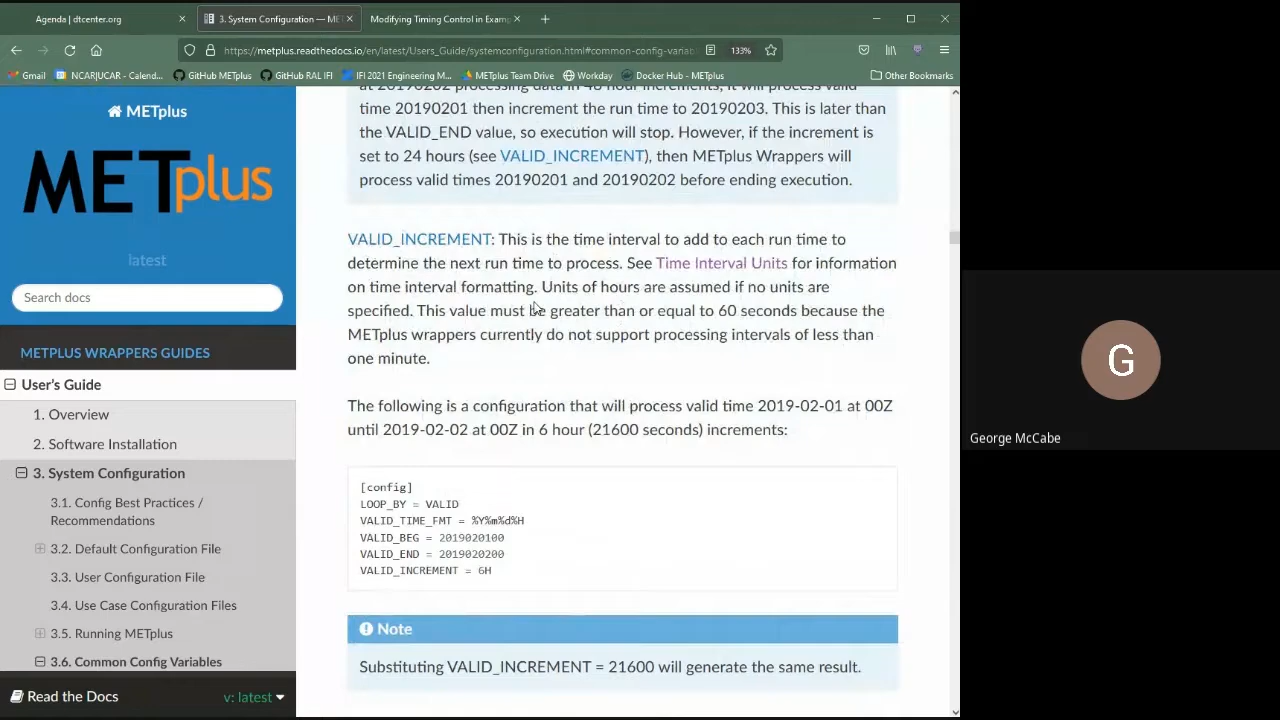 Agenda | dtcenter.org
3. System Configuration — ME
Modifying Timing Control in Examp
https://metplus.readthedocs.io/en/latest/Users_Guide/systemconfiguration.html#common-config-variab
133%
Gmail
NCAR|UCAR - Calend...
GitHub METplus
GitHub RAL IFI
IFI 2021 Engineering M...
METplus Team Drive
Workday
Docker Hub - METplus
Other Bookmarks
METplus
METplus
latest
Search docs
METPLUS WRAPPERS GUIDES
User's Guide
1. Overview
2. Software Installation
3. System Configuration
3.1. Config Best Practices /
Recommendations
3.2. Default Configuration File
3.3. User Configuration File
3.4. Use Case Configuration Files
3.5. Running METplus
3.6. Common Config Variables
Read the Docs
v: latest
at 20190202 processing data in 48 hour increments, it will process valid
time 20190201 then increment the run time to 20190203. This is later than
the VALID_END value, so execution will stop. However, if the increment is
set to 24 hours (see VALID_INCREMENT), then METplus Wrappers will
process valid times 20190201 and 20190202 before ending execution.
VALID_INCREMENT: This is the time interval to add to each run time to
determine the next run time to process. See Time Interval Units for information
on time interval formatting. Units of hours are assumed if no units are
specified. This value must be greater than or equal to 60 seconds because the
METplus wrappers currently do not support processing intervals of less than
one minute.
The following is a configuration that will process valid time 2019-02-01 at 00Z
until 2019-02-02 at 00Z in 6 hour (21600 seconds) increments:
[config]
LOOP_BY = VALID
VALID_TIME_FMT = %Y%m%d%H
VALID_BEG = 2019020100
VALID_END = 2019020200
VALID_INCREMENT = 6H
Note
Substituting VALID_INCREMENT = 21600 will generate the same result.
G
George McCabe